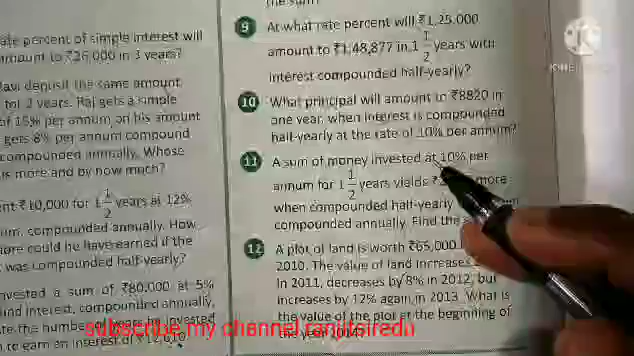 the sum?
ate percent of simple interest will
amount to ₹26,000 in 3 years?
Ravi deposit the same amount
for 2 years. Raj gets a simple
of 15% per annum on his amount
gets 8% per annum compound
compounded annually. Whose
is more and by how much?
ent ₹10,000 for 1 1/2 years at 12%
um, compounded annually. How
more could he have earned if the
t was compounded half-yearly?
nvested a sum of ₹80,000 at 5%
und interest, compounded annually,
te the number of
invested
n to earn an interest of
9 At what rate percent will ₹1,25,000
amount to ₹1,48,877 in 1 1/2 years with
interest compounded half-yearly?
10 What principal will amount to ₹8820 in
one year, when interest is compounded
half-yearly at the rate of 10% per annum?
11 A sum of money invested at 10% per
annum for 1 1/2 years yields ₹ more
when compounded half-yearly
compounded annually. Find the
12 A plot of land is worth ₹65,000
2010. The value of land increase
in 2011, decreases by 8% in 2012, but
increases by 12% again in 2013. What is
the value of the plot at the beginning of
the year 2014?
KINEMASTER
subscribe my channel ranjitsiredu